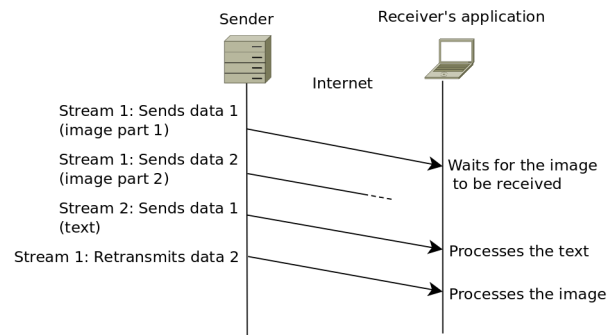 Sender
Receiver's application
Internet
Stream 1: Sends data 1
(image part 1)
Waits for the image
to be received
Stream 1: Sends data 2
(image part 2)
Stream 2: Sends data 1
(text)
Processes the text
Stream 1: Retransmits data 2
Processes the image